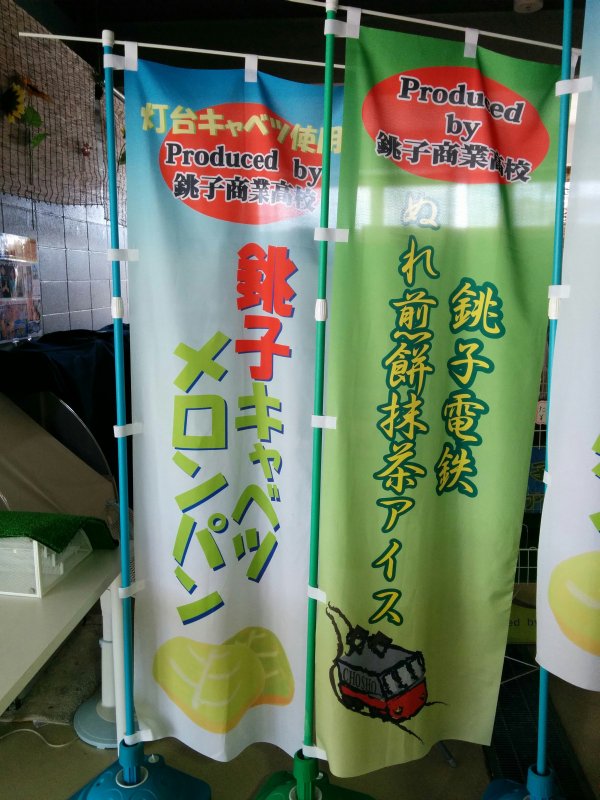 灯台キャベツ使用
Produced by
銚子商業高校
銚子キャベツ
メロンパン
Produced
by
銚子商業高校
銚子電鉄
ぬれ煎餅抹茶アイス
CHOSHO